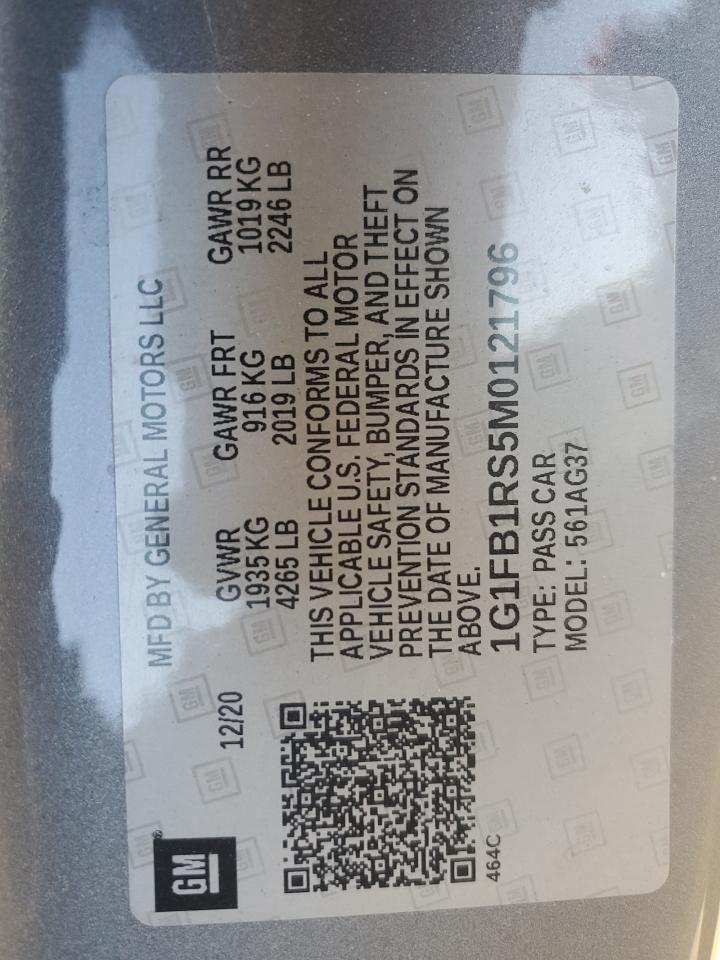 GM®
MFD BY GENERAL MOTORS LLC
12/20
GVWR GAWR FRT GAWR RR
1935 KG 916 KG 1019 KG
4265 LB 2019 LB 2246 LB
THIS VEHICLE CONFORMS TO ALL
APPLICABLE U.S. FEDERAL MOTOR
VEHICLE SAFETY, BUMPER, AND THEFT
PREVENTION STANDARDS IN EFFECT ON
THE DATE OF MANUFACTURE SHOWN
ABOVE.
1G1FB1RS5M0121796
TYPE: PASS CAR
MODEL: 561AG37
464C